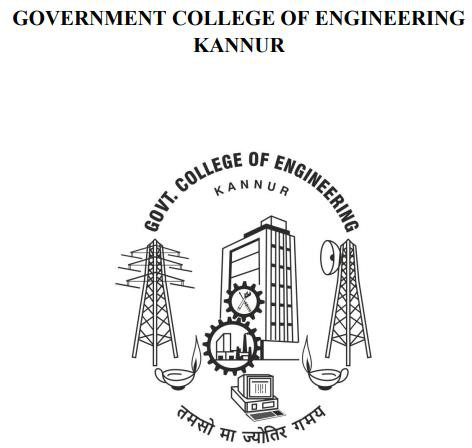 GOVERNMENT COLLEGE OF ENGINEERING
KANNUR
GOVT. COLLEGE OF ENGINEERING
KANNUR
तमसो मा ज्योतिर गमय